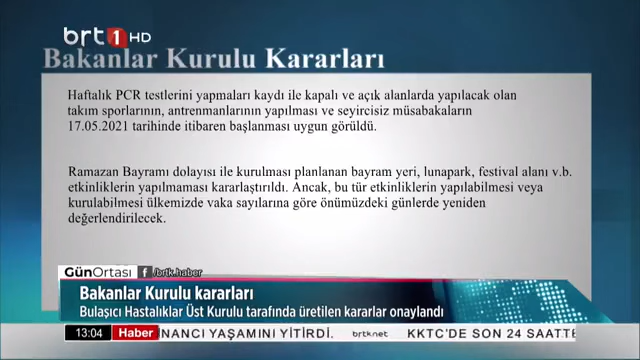 brt 1 HD
Bakanlar Kurulu Kararları
Haftalık PCR testlerini yapmaları kaydı ile kapalı ve açık alanlarda yapılacak olan
takım sporlarının, antrenmanlarının yapılması ve seyircisiz müsabakaların
17.05.2021 tarihinde itibaren başlanması uygun görüldü.
Ramazan Bayramı dolayısı ile kurulması planlanan bayram yeri, lunapark, festival alanı v.b.
etkinliklerin yapılmaması kararlaştırıldı. Ancak, bu tür etkinliklerin yapılabilmesi veya
kurulabilmesi ülkemizde vaka sayılarına göre önümüzdeki günlerde yeniden
değerlendirilecek.
GünOrtası f /brtk.haber
Bakanlar Kurulu kararları
Bulaşıcı Hastalıklar Üst Kurulu tarafında üretilen kararlar onaylandı
13:04 Haber NANCI YAŞAMINI YİTİRDİ. brtknet KKTC'DE SON 24 SAATTE